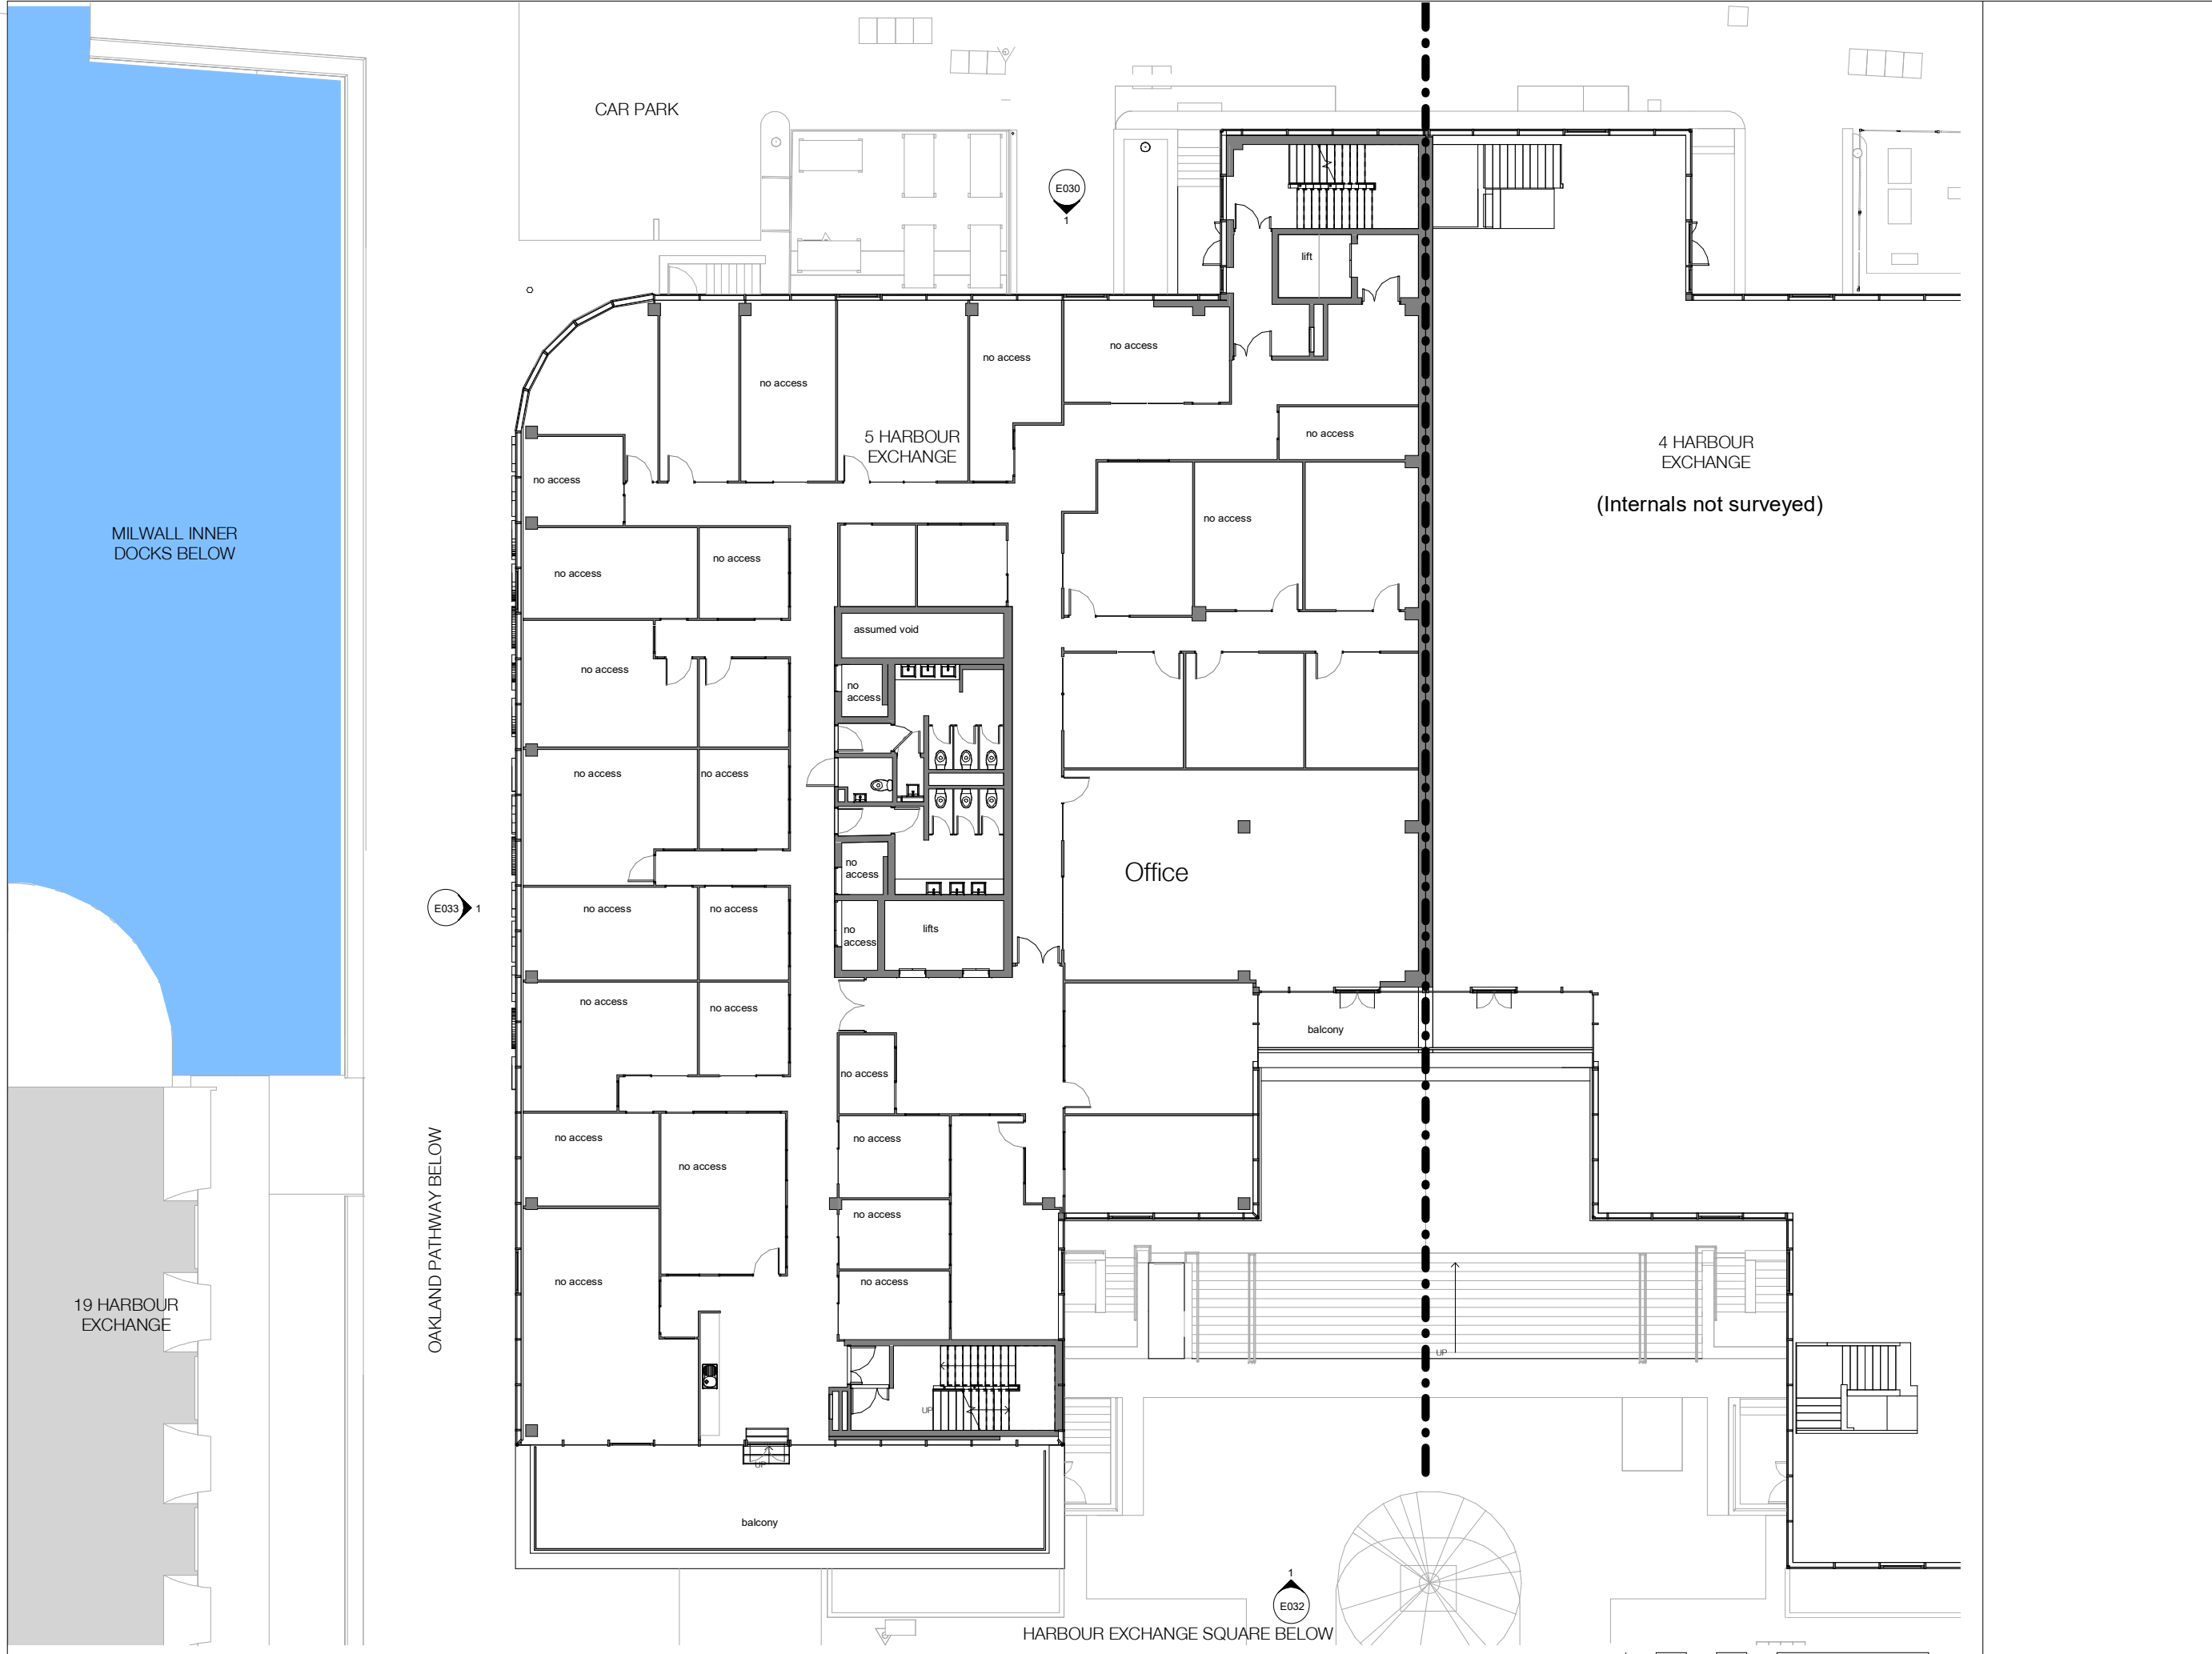 CAR PARK
E030
1
lift
no access
no access
no access
5 HARBOUR
EXCHANGE
no access
4 HARBOUR
EXCHANGE
(Internals not surveyed)
no access
no access
MILWALL INNER
DOCKS BELOW
no access
no access
assumed void
no access
no
access
no access
no access
Office
no
access
E033
1
no access
no access
no
access
lifts
no access
no access
balcony
no access
OAKLAND PATHWAY BELOW
no access
no access
no access
no access
no access
no access
19 HARBOUR
EXCHANGE
UP
UP
UP
balcony
1
E032
HARBOUR EXCHANGE SQUARE BELOW